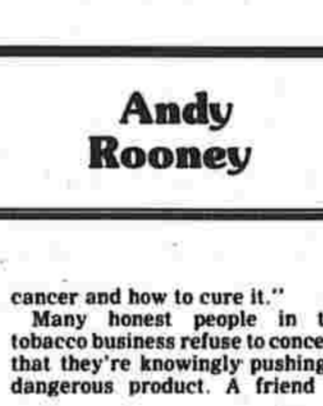 Andy
Rooney
cancer and how to cure it."
Many honest people in t
tobacco business refuse to conce
that they're knowingly pushing
dangerous product. A friend